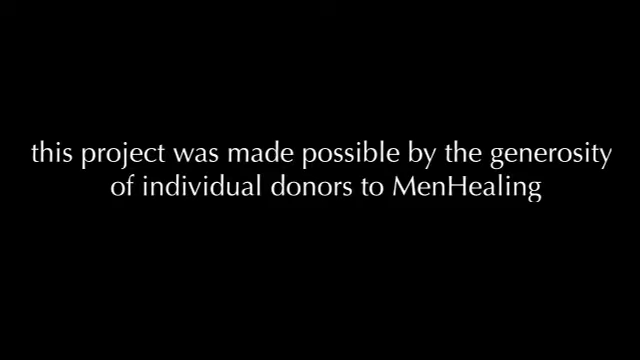 this project was made possible by the generosity
of individual donors to MenHealing